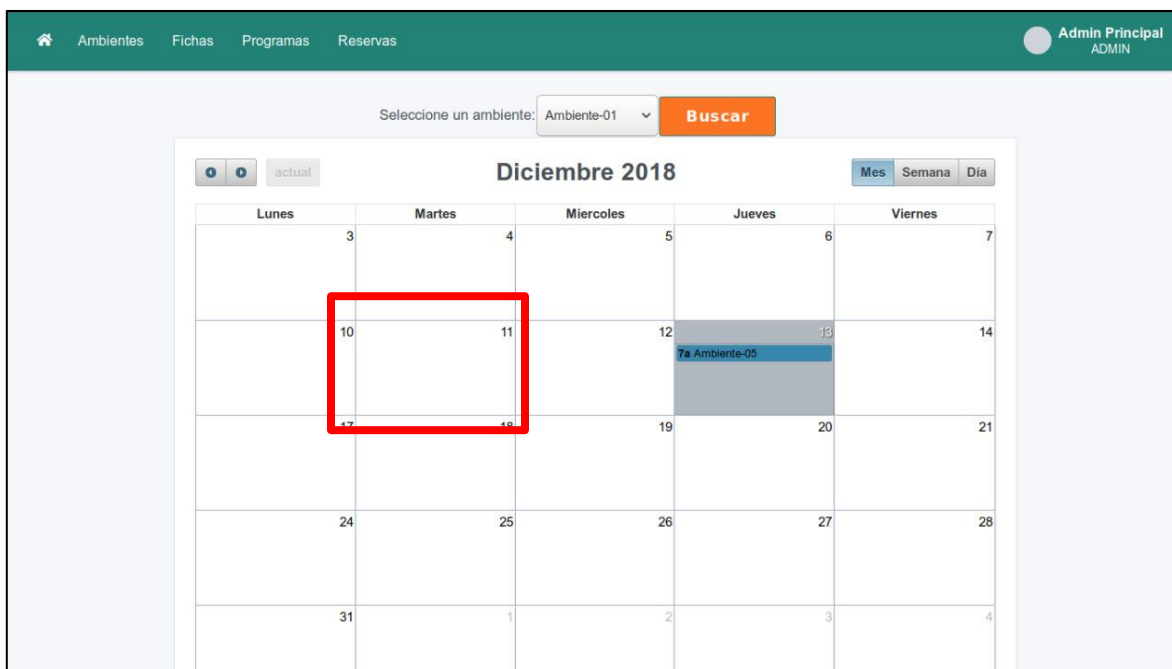 Ambientes Fichas Programas Reservas Admin Principal
ADMIN
Seleccione un ambiente: Ambiente-01 Buscar
actual Diciembre 2018 Mes Semana Día
Lunes Martes Miercoles Jueves Viernes
3 4 5 6 7
10 11 12 13 14
7a Ambiente-05
17 18 19 20 21
24 25 26 27 28
31 1 2 3 4